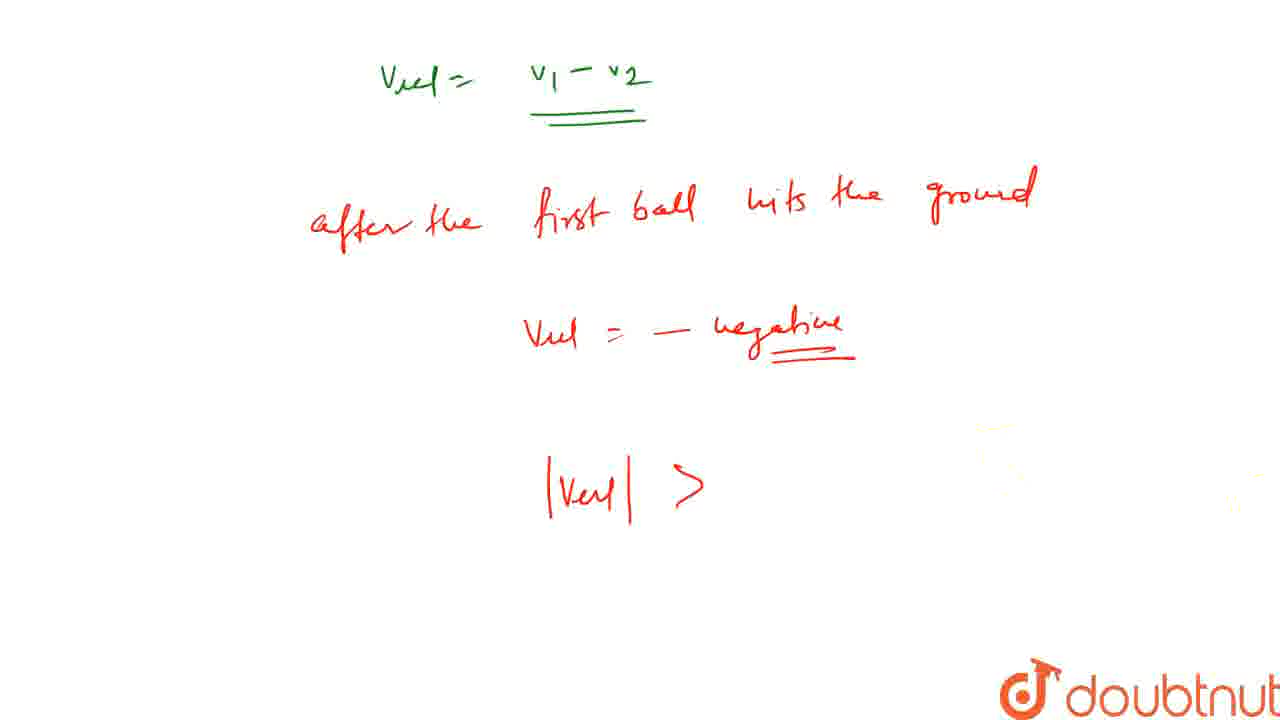 Vrel = v1 - v2
after the first ball hits the ground
Vrel = - negative
|Vrel| >
doubtnut